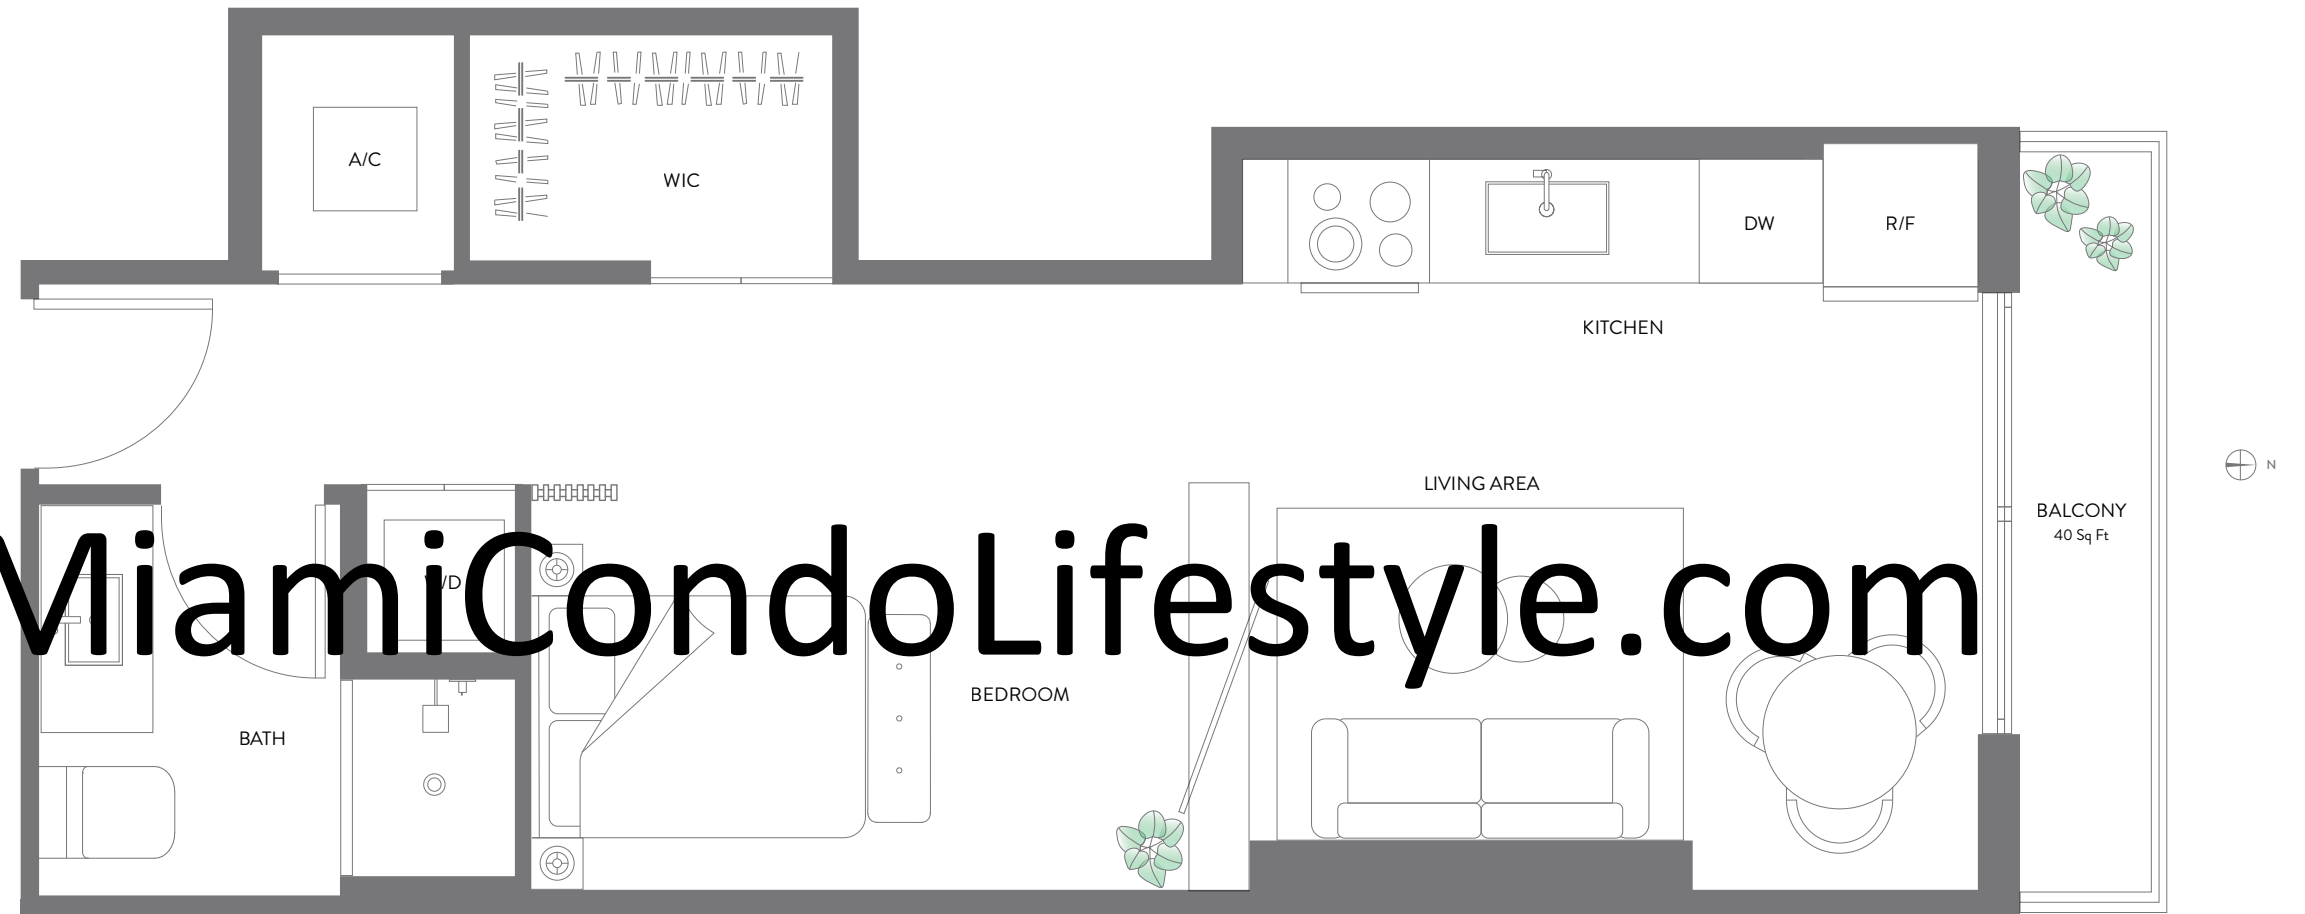 A/C
WIC
DW
R/F
KITCHEN
LIVING AREA
BALCONY
40 Sq Ft
N
MiamiCondoLifestyle.com
W/D
BEDROOM
BATH